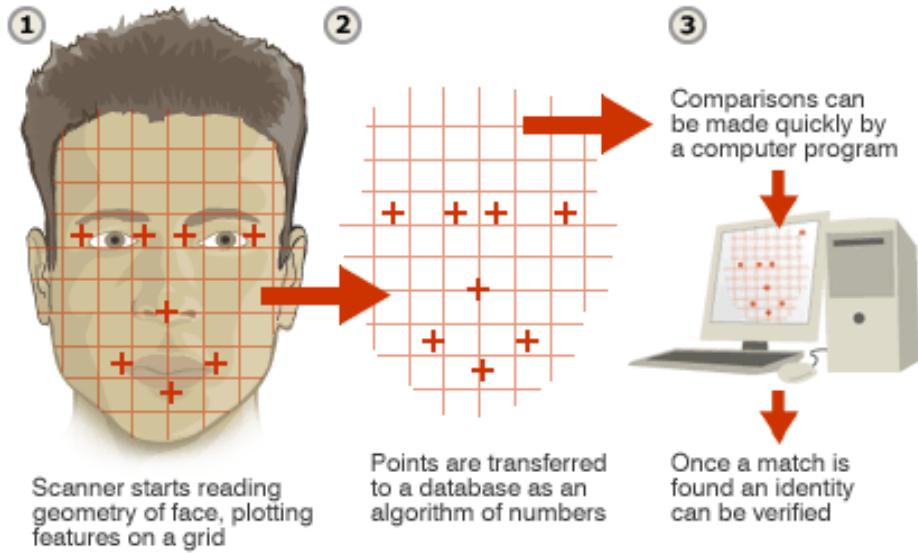 1
2
3
Comparisons can
be made quickly by
a computer program
Scanner starts reading
geometry of face, plotting
features on a grid
Points are transferred
to a database as an
algorithm of numbers
Once a match is
found an identity
can be verified